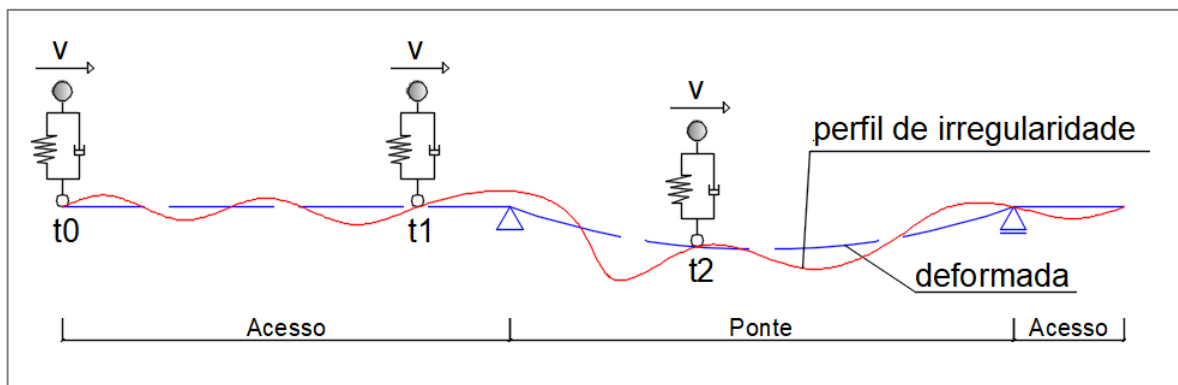 v
v
v
perfil de irregularidade
t0
t1
t2
deformada
Acesso
Ponte
Acesso